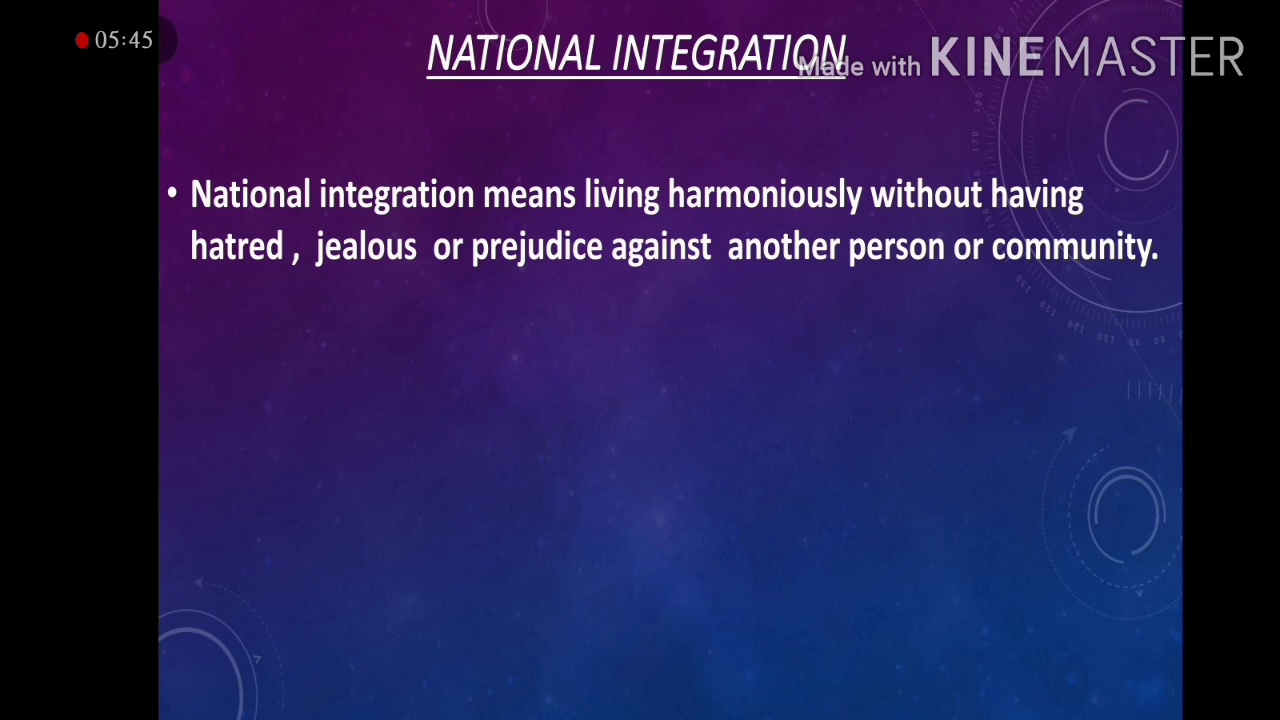 05:45
NATIONAL INTEGRATION
Made with KINEMASTER
• National integration means living harmoniously without having
hatred , jealous or prejudice against another person or community.